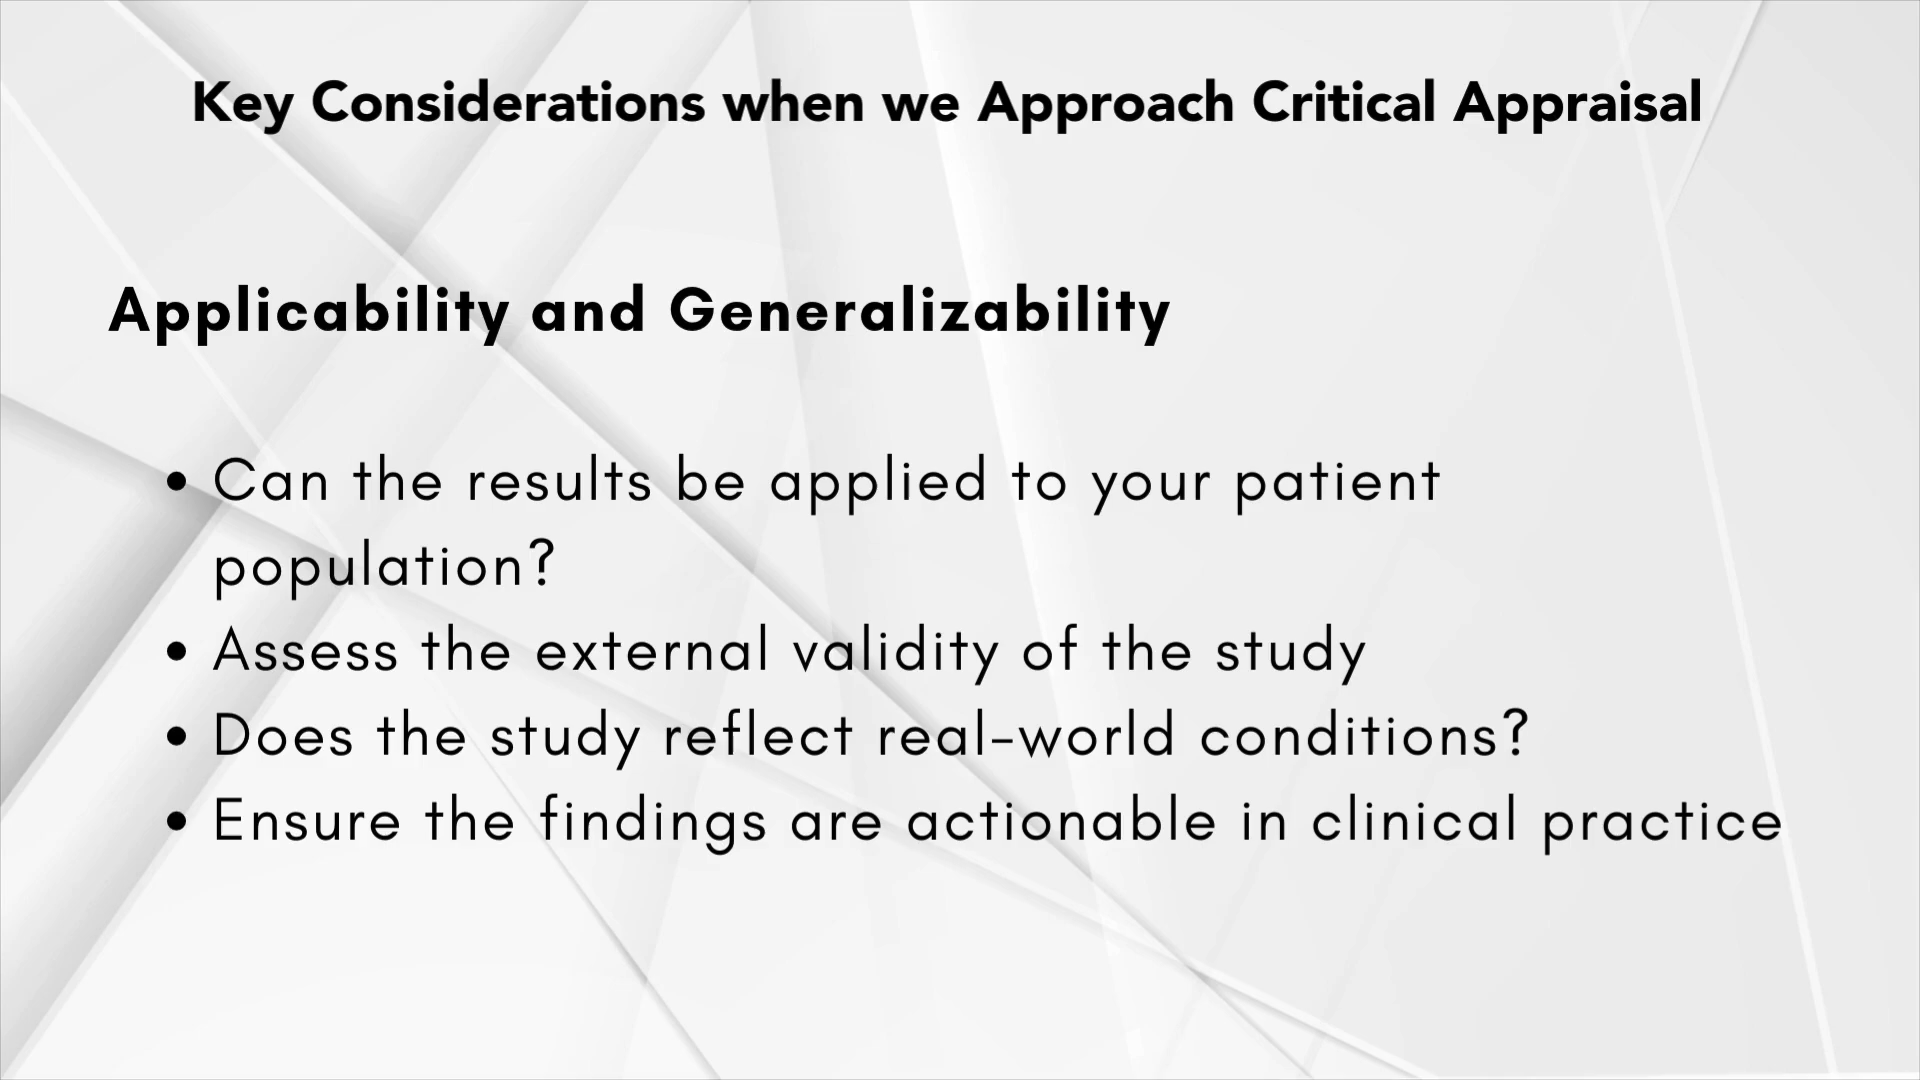 Key Considerations when we Approach Critical Appraisal
Applicability and Generalizability
• Can the results be applied to your patient
population?
• Assess the external validity of the study
• Does the study reflect real-world conditions?
• Ensure the findings are actionable in clinical practice